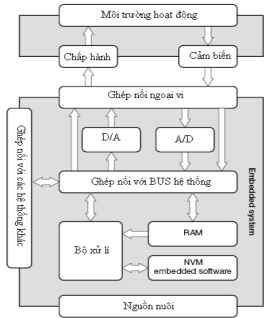 Môi trường hoạt động
Chấp hành
Cảm biến
Ghép nối ngoại vi
D/A
A/D
Ghép nối với BUS hệ thống
Ghép nối với các hệ thống khác
Embedded system
Bộ xử lí
RAM
NVM
embedded software
Nguồn nuôi